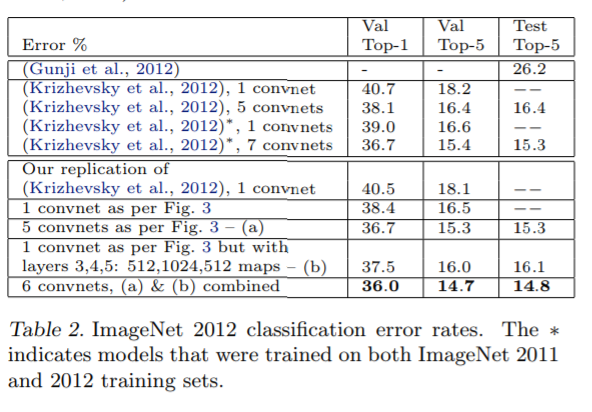 Error % Val Top-1 Val Top-5 Test Top-5
(Gunji et al., 2012) - - 26.2
(Krizhevsky et al., 2012), 1 convnet 40.7 18.2 −−
(Krizhevsky et al., 2012), 5 convnets 38.1 16.4 16.4
(Krizhevsky et al., 2012)*, 1 convnets 39.0 16.6 −−
(Krizhevsky et al., 2012)*, 7 convnets 36.7 15.4 15.3
Our replication of
(Krizhevsky et al., 2012), 1 convnet 40.5 18.1 −−
1 convnet as per Fig. 3 38.4 16.5 −−
5 convnets as per Fig. 3 – (a) 36.7 15.3 15.3
1 convnet as per Fig. 3 but with
layers 3,4,5: 512,1024,512 maps – (b) 37.5 16.0 16.1
6 convnets, (a) & (b) combined 36.0 14.7 14.8
Table 2. ImageNet 2012 classification error rates. The *
indicates models that were trained on both ImageNet 2011
and 2012 training sets.